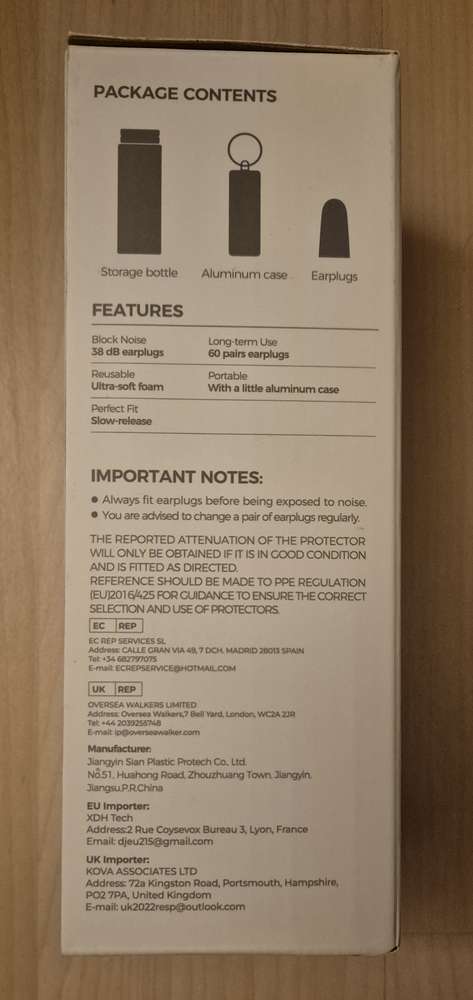 PACKAGE CONTENTS
Storage bottle
Aluminum case
Earplugs
FEATURES
Block Noise
38 dB earplugs
Long-term Use
60 pairs earplugs
Reusable
Ultra-soft foam
Portable
With a little aluminum case
Perfect Fit
Slow-release
IMPORTANT NOTES:
● Always fit earplugs before being exposed to noise.
● You are advised to change a pair of earplugs regularly.
THE REPORTED ATTENUATION OF THE PROTECTOR
WILL ONLY BE OBTAINED IF IT IS IN GOOD CONDITION
AND IS FITTED AS DIRECTED.
REFERENCE SHOULD BE MADE TO PPE REGULATION
(EU)2016/425 FOR GUIDANCE TO ENSURE THE CORRECT
SELECTION AND USE OF PROTECTORS.
EC REP
EC REP SERVICES SL
Address: CALLE GRAN VIA 49, 7 DCH. MADRID 28013 SPAIN
Tel: +34 682797075
E-mail: ECREPSERVICE@HOTMAIL.COM
UK REP
OVERSEA WALKERS LIMITED
Address: Oversea Walkers,7 Bell Yard, London, WC2A 2JR
Tel: +44 2039255748
E-mail: ip@overseawalker.com
Manufacturer:
Jiangyin Sian Plastic Protech Co., Ltd.
No.51, Huahong Road, Zhouzhuang Town, Jiangyin,
Jiangsu.P.R.China
EU Importer:
XDH Tech
Address:2 Rue Coysevox Bureau 3, Lyon, France
Email: djeu215@gmail.com
UK Importer:
KOVA ASSOCIATES LTD
Address: 72a Kingston Road, Portsmouth, Hampshire,
PO2 7PA, United Kingdom
E-mail: uk2022resp@outlook.com